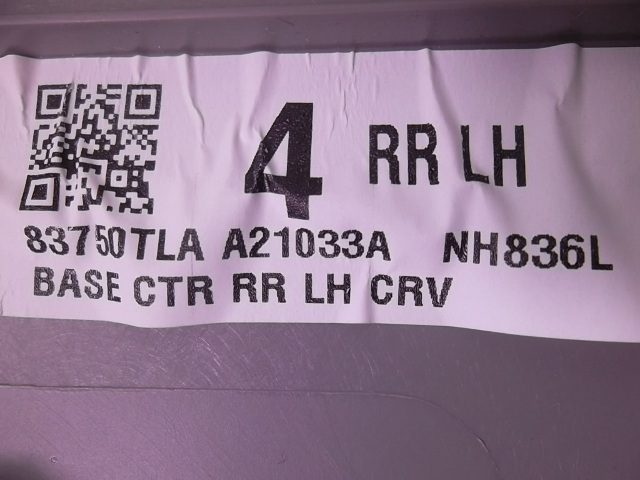 4 RR LH
83750TLA A21033A NH836L
BASE CTR RR LH CRV